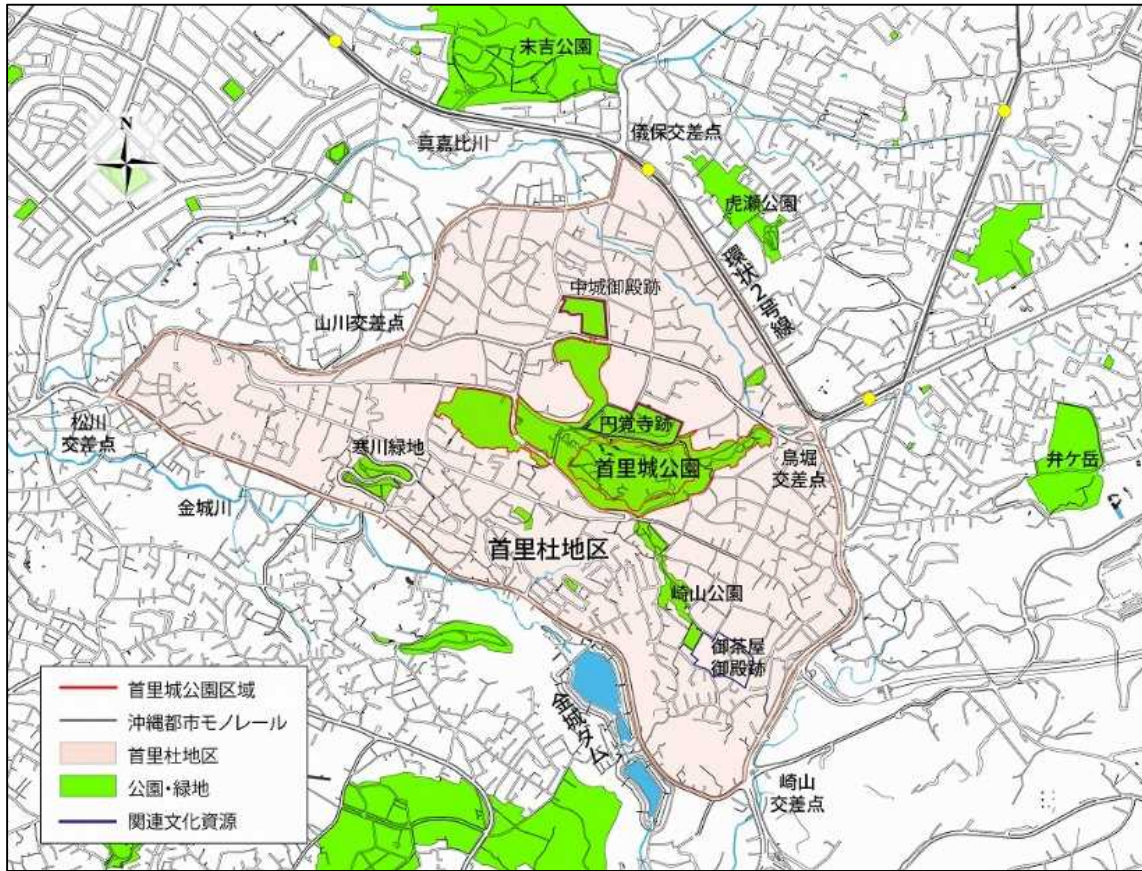 末吉公園
儀保交差点
真嘉比川
N
虎瀬公園
環状2号線
中城御殿跡
山川交差点
松川
交差点
円覚寺跡
鳥堀
交差点
寒川緑地
首里城公園
弁ケ岳
金城川
首里杜地区
崎山公園
御茶屋
御殿跡
金城ダム
崎山
交差点
首里城公園区域
沖縄都市モノレール
首里杜地区
公園・緑地
関連文化資源